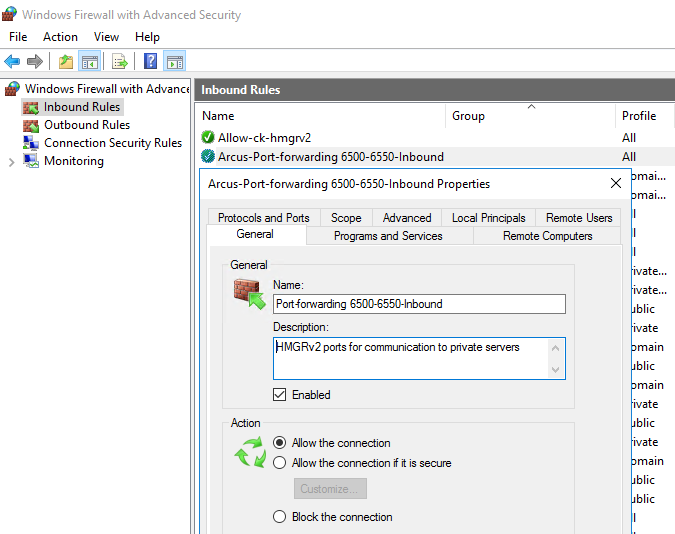 Windows Firewall with Advanced Security
File Action View Help
Windows Firewall with Advance
Inbound Rules
Outbound Rules
Connection Security Rules
Monitoring
Inbound Rules
Name Group Profile
Allow-ck-hmgrv2 All
Arcus-Port-forwarding 6500-6550-Inbound All
Arcus-Port-forwarding 6500-6550-Inbound Properties
Protocols and Ports Scope Advanced Local Principals Remote Users
General Programs and Services Remote Computers
General
Name:
Port-forwarding 6500-6550-Inbound
Description:
HMGRv2 ports for communication to private servers
Enabled
Action
Allow the connection
Allow the connection if it is secure
Customize...
Block the connection
omai...
omai...
ll
ll
rivate...
rivate...
ublic
rivate
omain
ublic
omain
rivate
ublic
rivate
omain
ublic
ublic
ll
ll